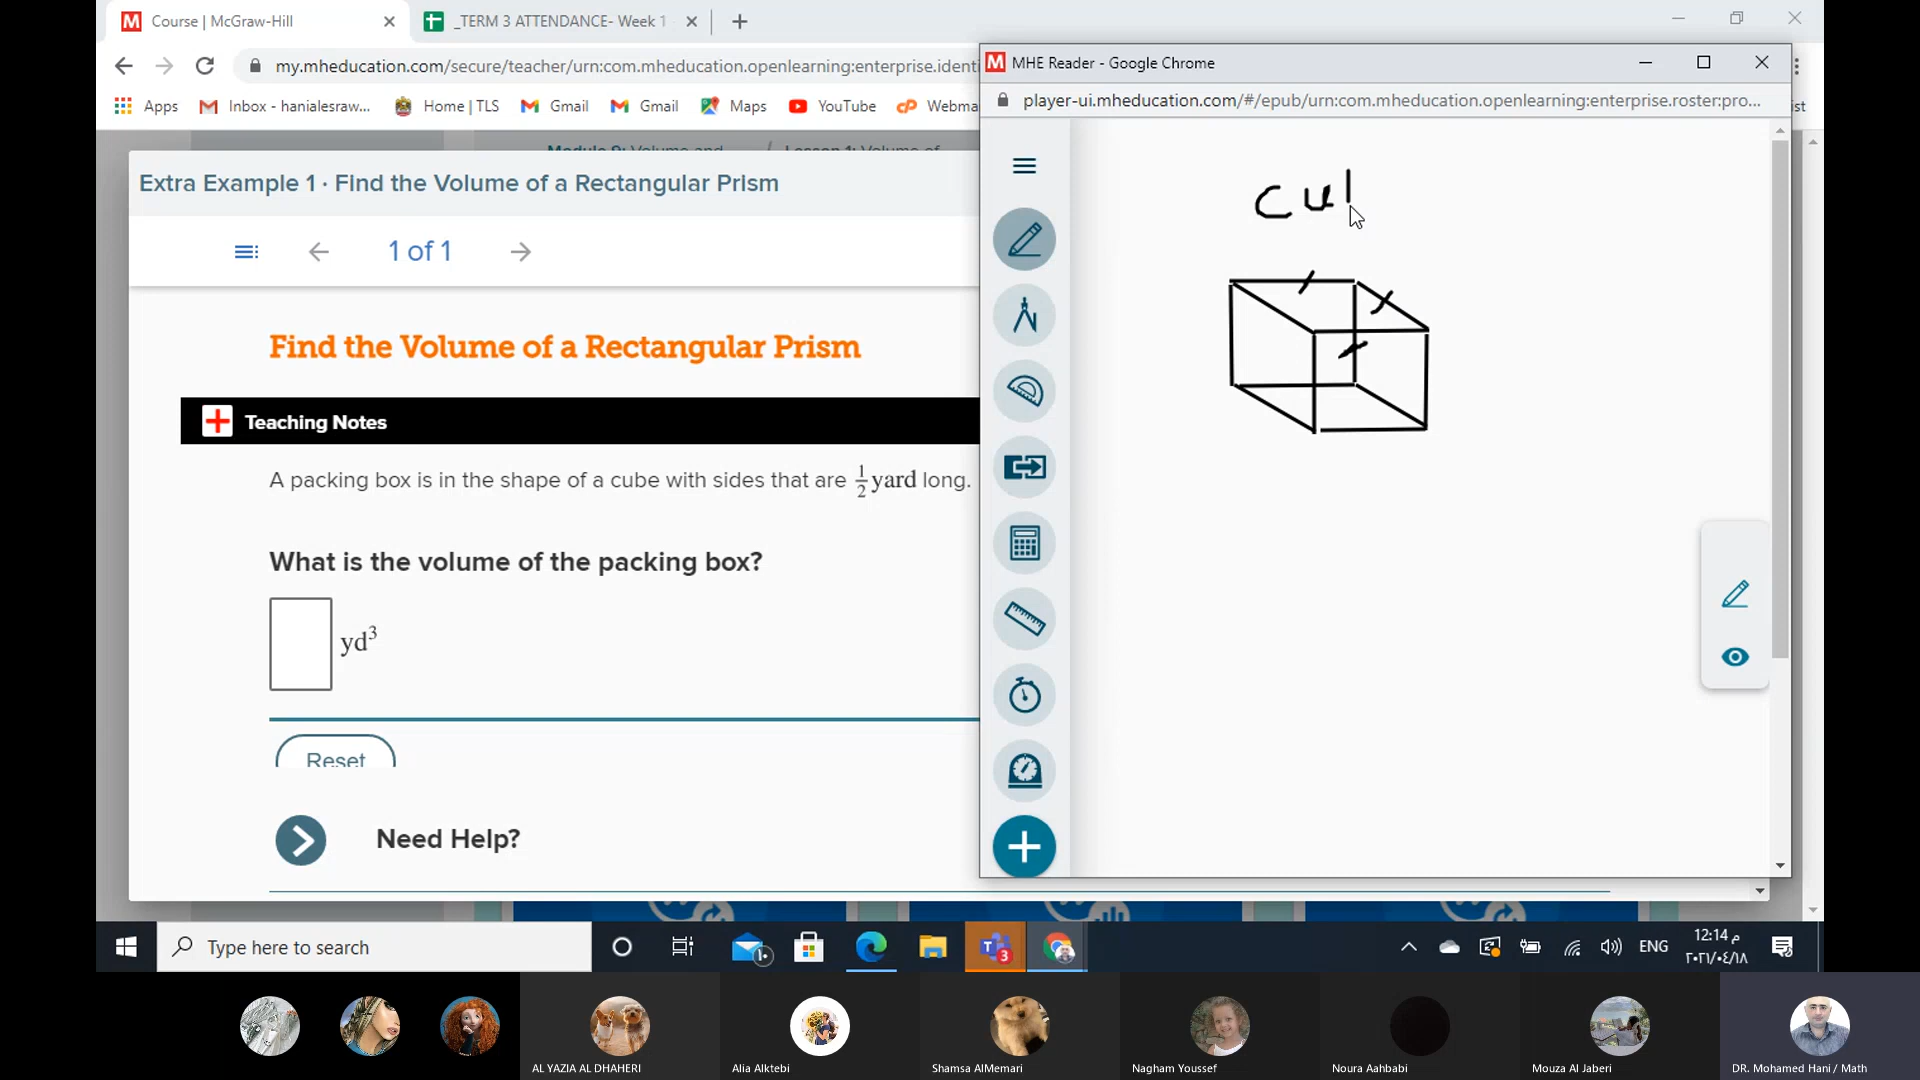 Course | McGraw-Hill
_TERM 3 ATTENDANCE- Week 1 -
my.mheducation.com/secure/teacher/urn:com.mheducation.openlearning:enterprise.identi
Apps
Inbox - hanialesraw...
Home | TLS
Gmail
Gmail
Maps
YouTube
Webma
ist
MHE Reader - Google Chrome
player-ui.mheducation.com/#/epub/urn:com.mheducation.openlearning:enterprise.roster:pro...
Extra Example 1 · Find the Volume of a Rectangular Prism
1 of 1
Find the Volume of a Rectangular Prism
Teaching Notes
A packing box is in the shape of a cube with sides that are 1/2 yard long.
What is the volume of the packing box?
yd³
Reset
Need Help?
cul
Type here to search
3
ENG
12:14 م
٢٠٢١/٠٤/١٨
AL YAZIA AL DHAHERI
Alia Alktebi
Shamsa AlMemari
Nagham Youssef
Noura Aahbabi
Mouza Al Jaberi
DR. Mohamed Hani / Math